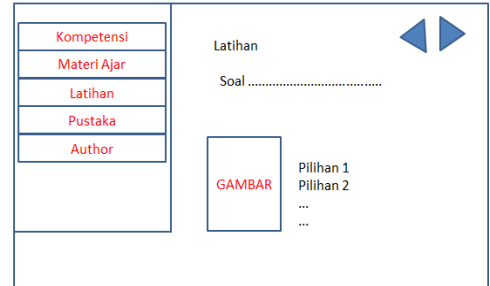 Kompetensi
Materi Ajar
Latihan
Pustaka
Author
Latihan
Soal ......................................
GAMBAR
Pilihan 1
Pilihan 2
...
...